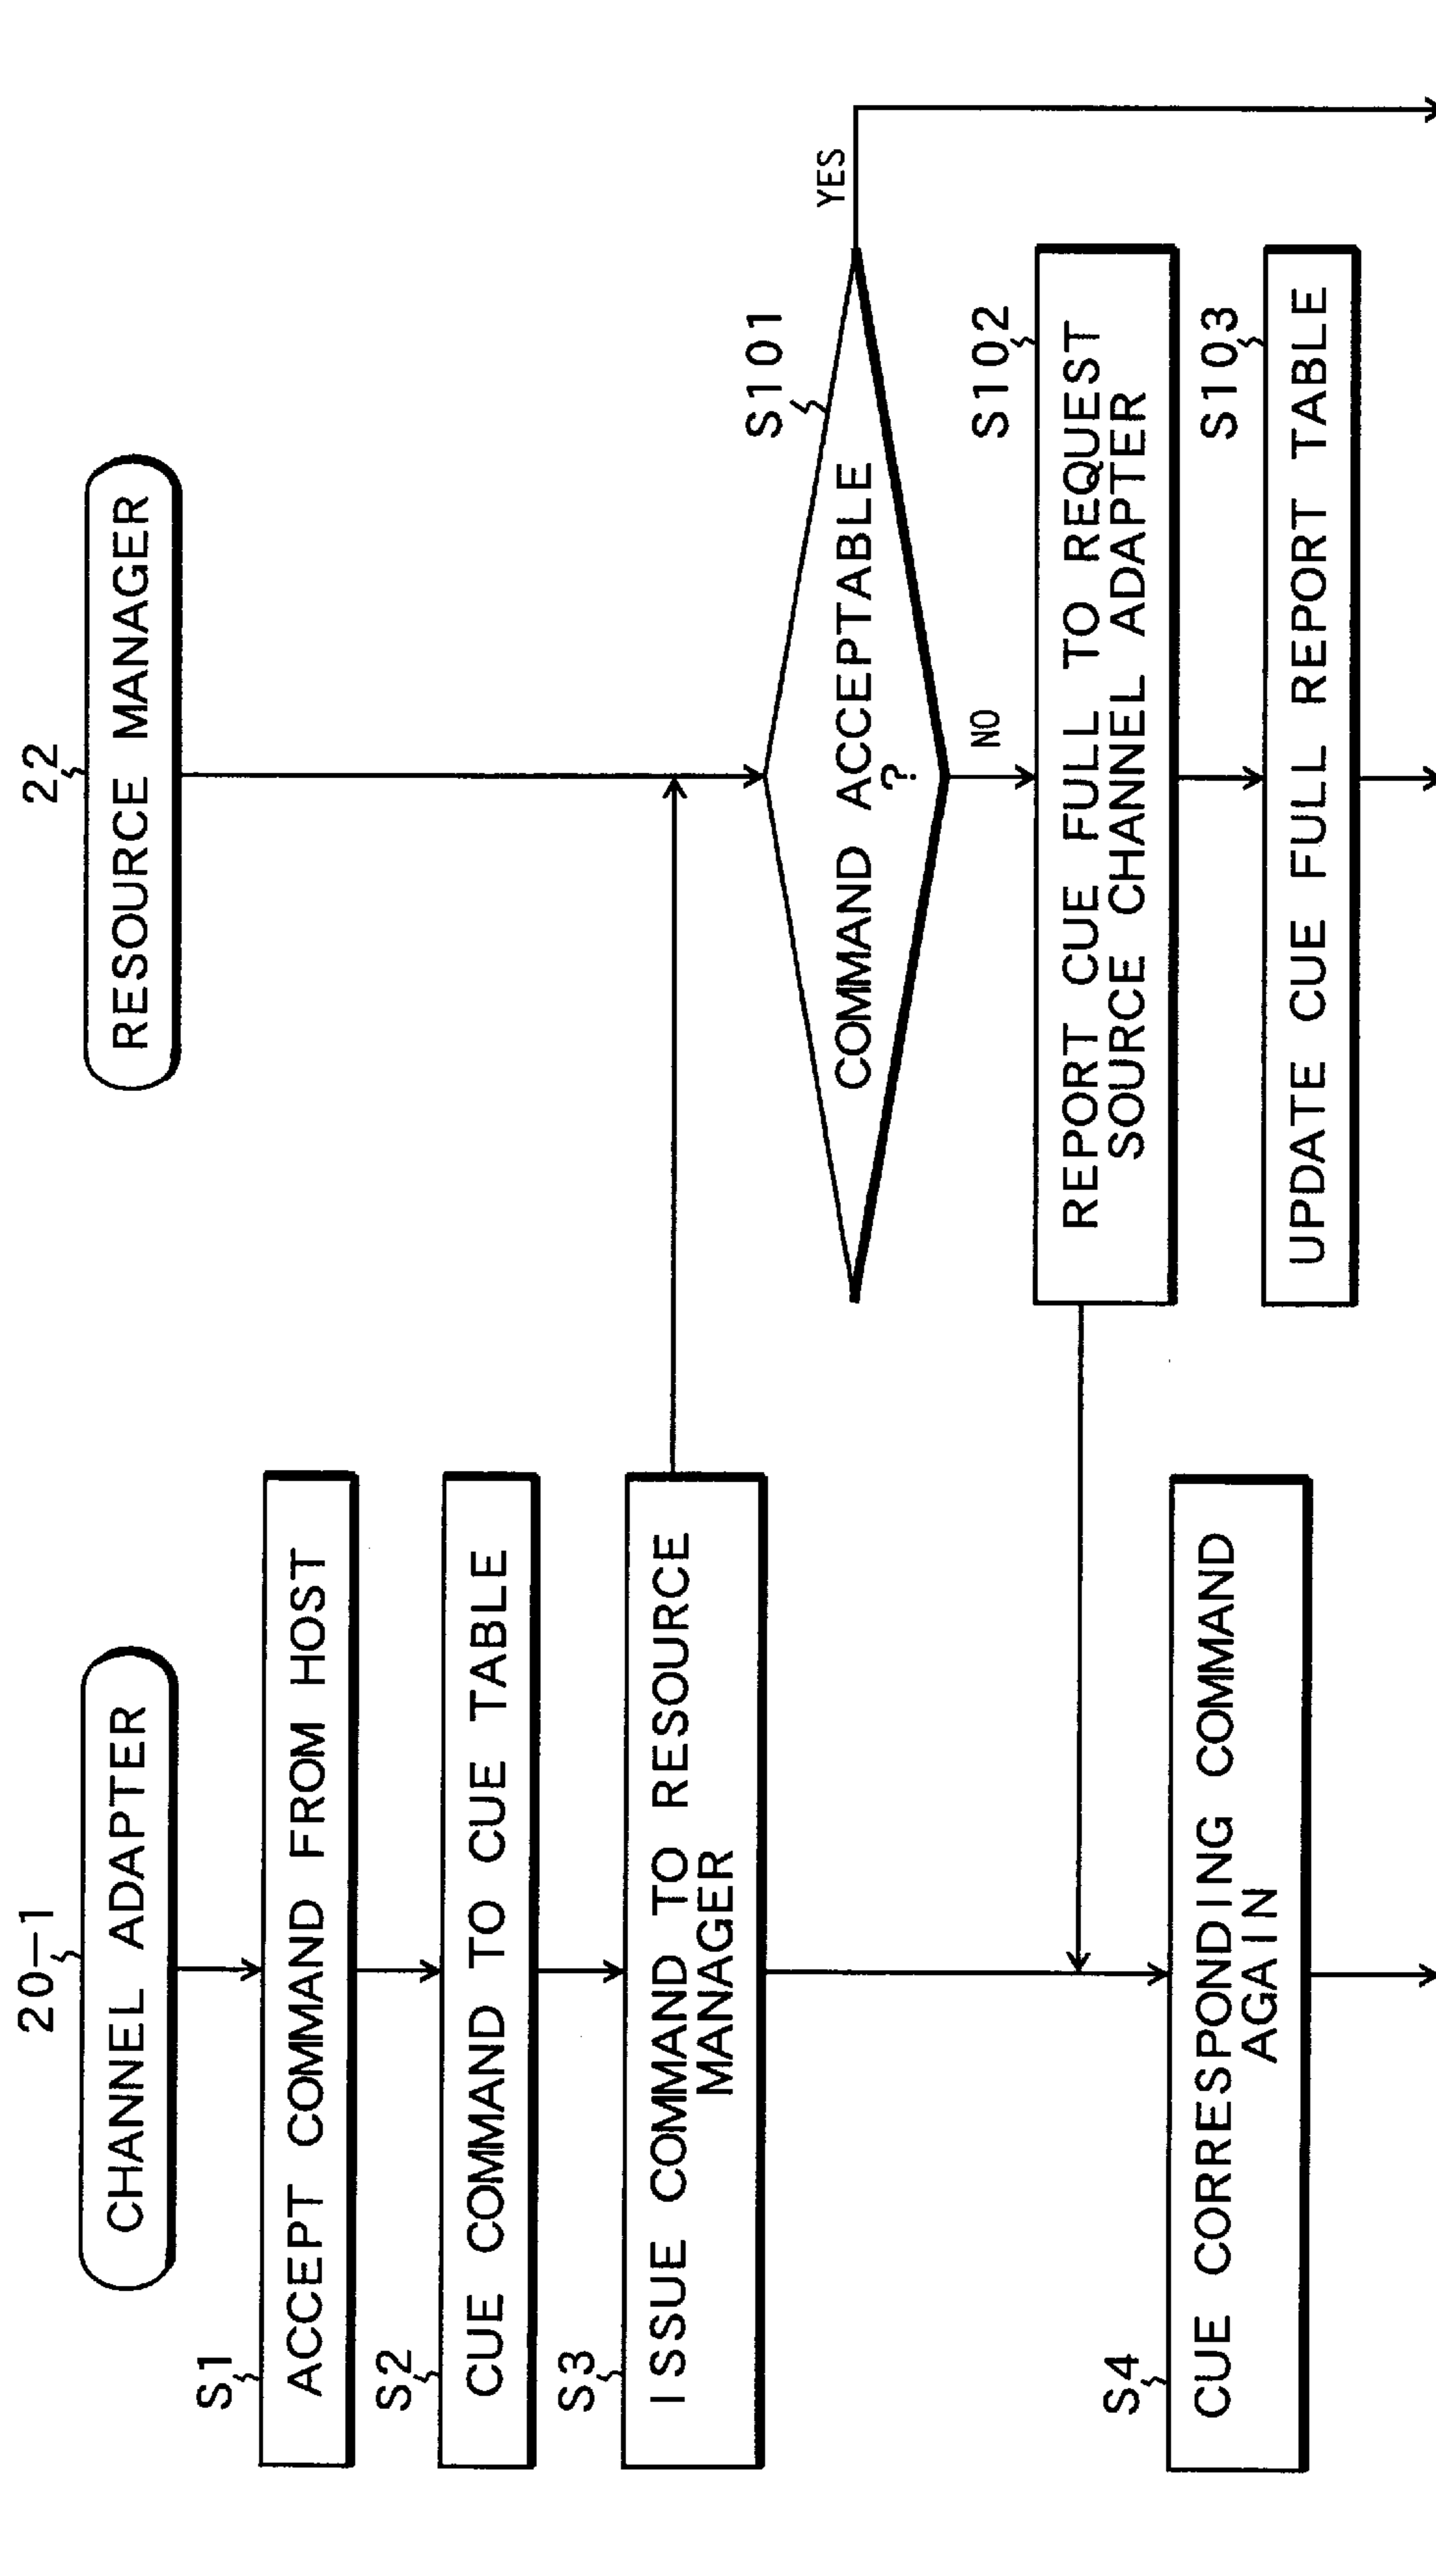 20—1
CHANNEL ADAPTER
S1
ACCEPT COMMAND FROM HOST
S2
CUE COMMAND TO CUE TABLE
S3
ISSUE COMMAND TO RESOURCE
MANAGER
S4
CUE CORRESPONDING COMMAND
AGAIN
22
RESOURCE MANAGER
S101
COMMAND ACCEPTABLE
?
YES
NO
S102
REPORT CUE FULL TO REQUEST
SOURCE CHANNEL ADAPTER
S103
UPDATE CUE FULL REPORT TABLE